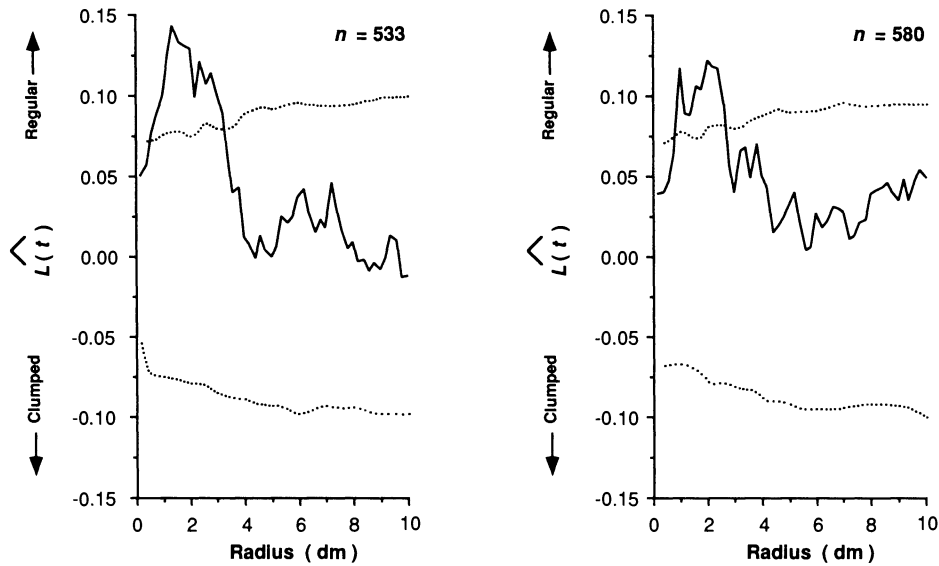 n = 533
0.15
0.10
0.05
0.00
-0.05
-0.10
-0.15
Regular
L̂(t)
Clumped
0 2 4 6 8 10
Radius (dm)
n = 580
0.15
0.10
0.05
0.00
-0.05
-0.10
-0.15
Regular
L̂(t)
Clumped
0 2 4 6 8 10
Radius (dm)